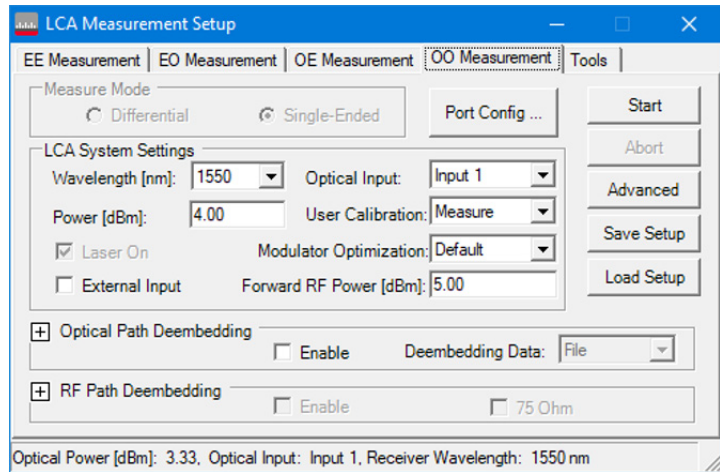 LCA Measurement Setup
EE Measurement EO Measurement OE Measurement OO Measurement Tools
Measure Mode
Differential Single-Ended
Port Config ...
Start
Abort
Advanced
Save Setup
Load Setup
LCA System Settings
Wavelength [nm]: 1550 Optical Input: Input 1
Power [dBm]: 4.00 User Calibration: Measure
Laser On Modulator Optimization: Default
External Input Forward RF Power [dBm]: 5.00
Optical Path Deembedding
Enable Deembedding Data: File
RF Path Deembedding
Enable 75 Ohm
Optical Power [dBm]: 3.33, Optical Input: Input 1, Receiver Wavelength: 1550 nm